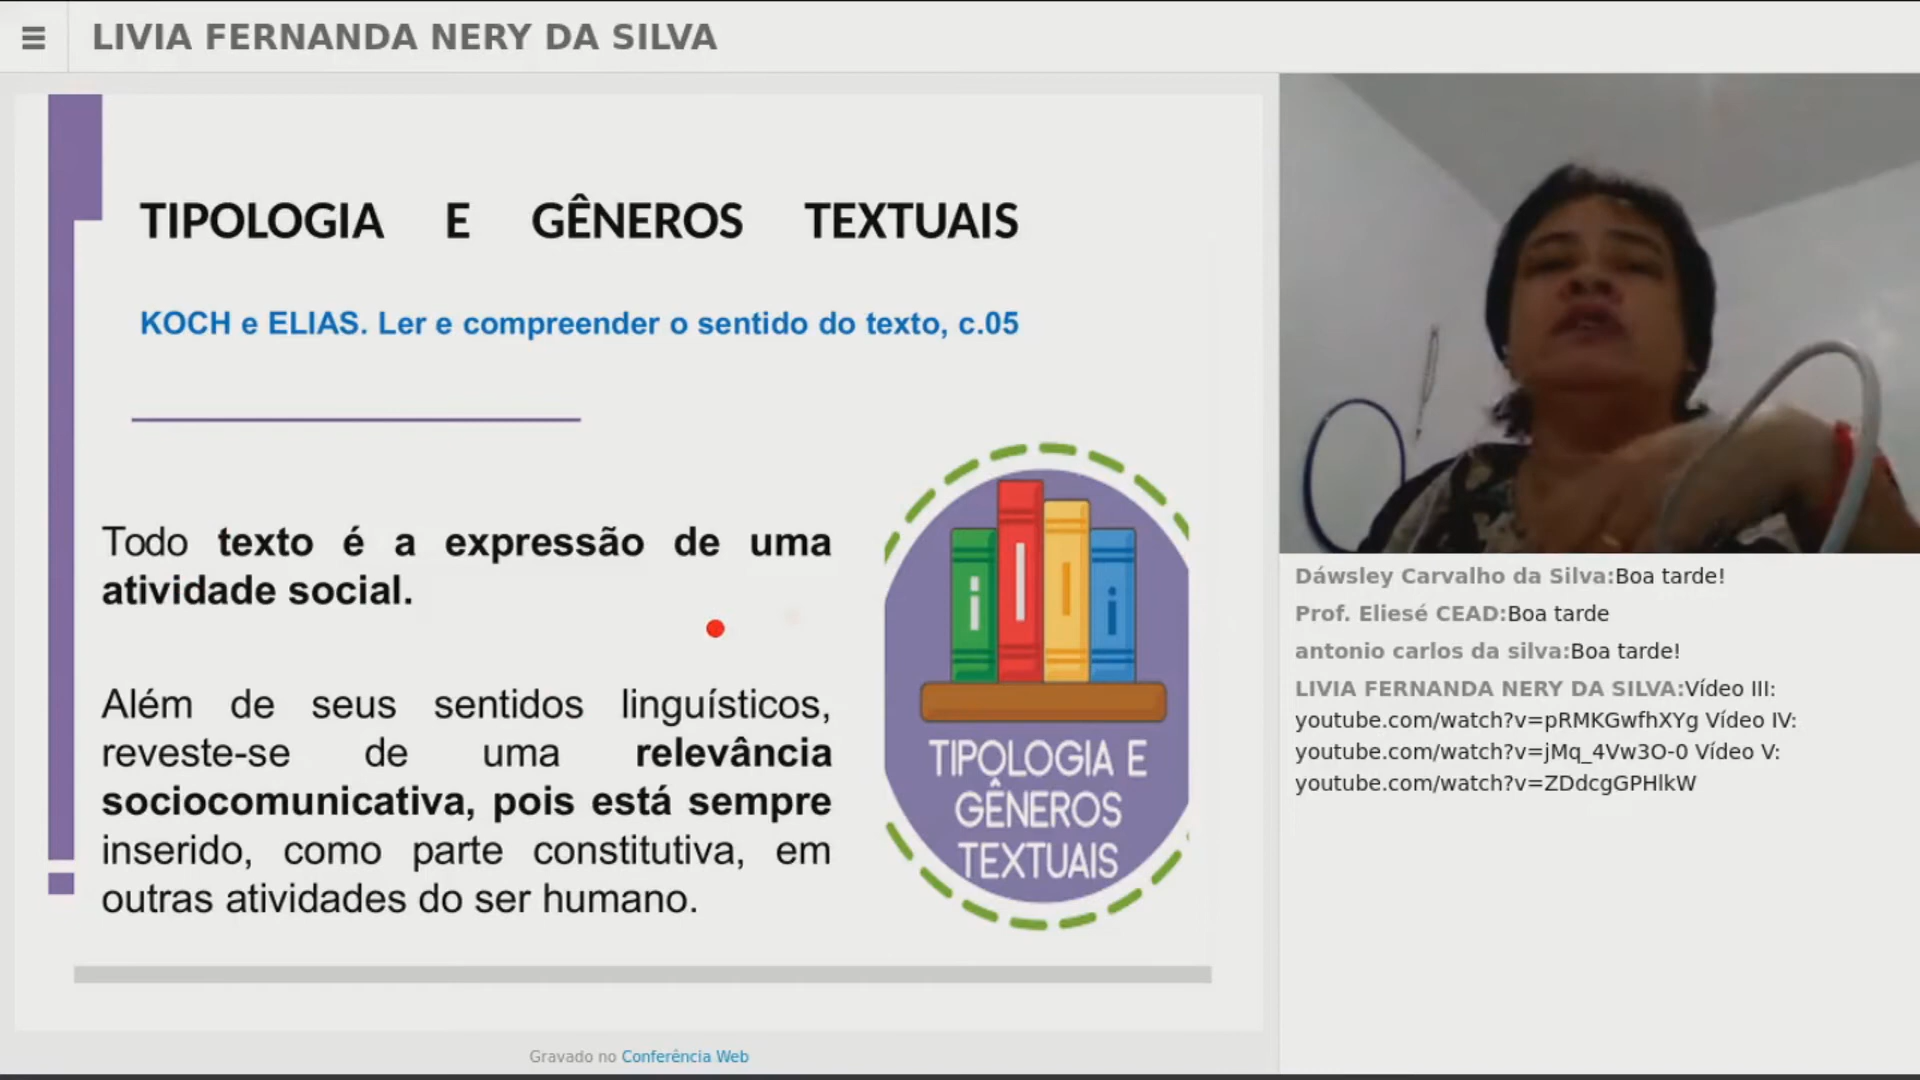 LIVIA FERNANDA NERY DA SILVA
TIPOLOGIA E GÊNEROS TEXTUAIS
KOCH e ELIAS. Ler e compreender o sentido do texto, c.05
Todo texto é a expressão de uma
atividade social.
Além de seus sentidos linguísticos,
reveste-se de uma relevância
sociocomunicativa, pois está sempre
inserido, como parte constitutiva, em
outras atividades do ser humano.
TIPOLOGIA E
GÊNEROS
TEXTUAIS
Dáwsley Carvalho da Silva:Boa tarde!
Prof. Eliesé CEAD:Boa tarde
antonio carlos da silva:Boa tarde!
LIVIA FERNANDA NERY DA SILVA:Vídeo III:
youtube.com/watch?v=pRMKGwfhXYg Vídeo IV:
youtube.com/watch?v=jMq_4Vw3O-0 Vídeo V:
youtube.com/watch?v=ZDdcgGPHlkW
Gravado no Conferência Web